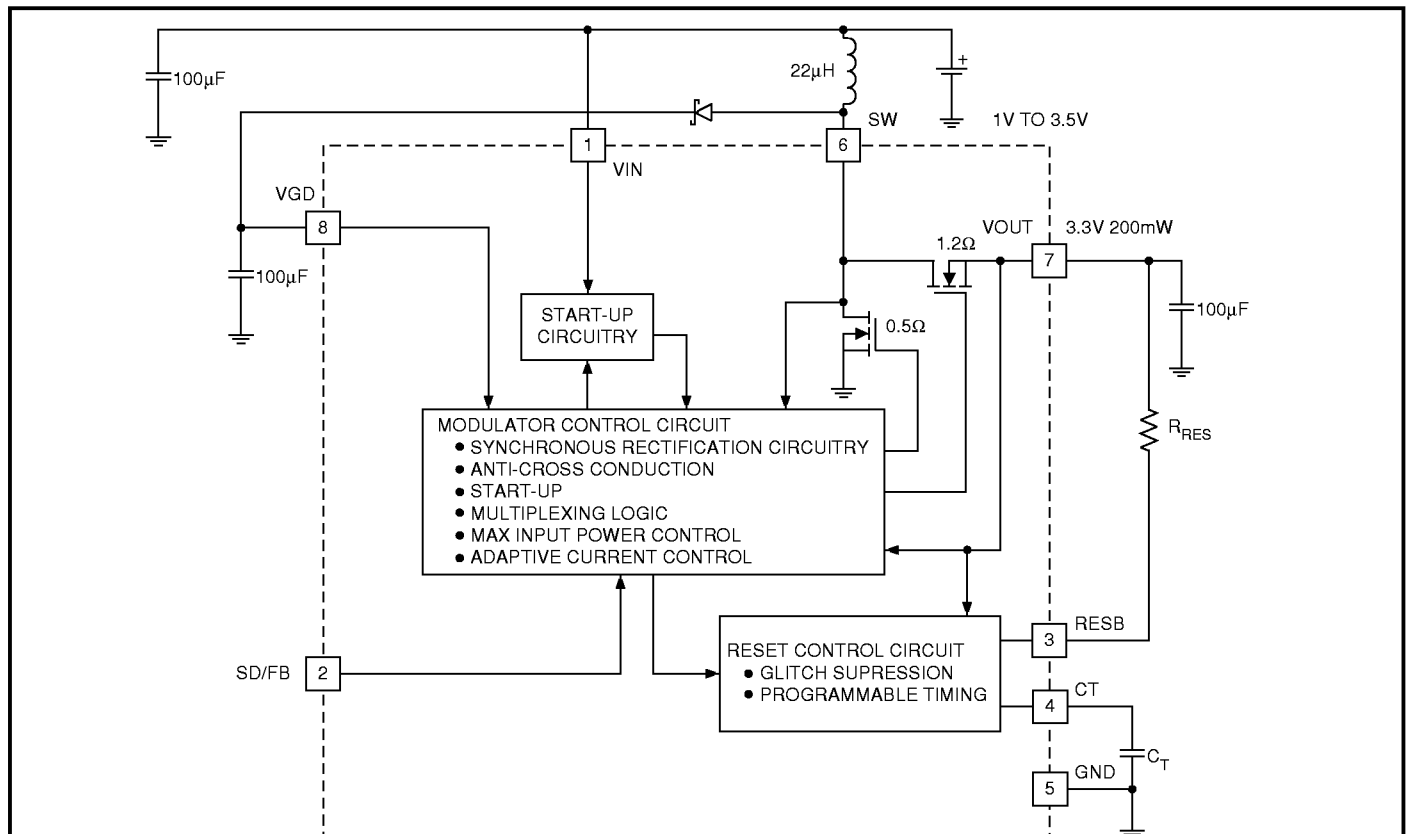 100µF
22µH
+
SW
1V TO 3.5V
1
6
VIN
VGD
8
VOUT
3.3V 200mW
1.2Ω
7
100µF
START-UP
CIRCUITRY
0.5Ω
100µF
MODULATOR CONTROL CIRCUIT
● SYNCHRONOUS RECTIFICATION CIRCUITRY
● ANTI-CROSS CONDUCTION
● START-UP
● MULTIPLEXING LOGIC
● MAX INPUT POWER CONTROL
● ADAPTIVE CURRENT CONTROL
RRES
RESB
3
RESET CONTROL CIRCUIT
● GLITCH SUPRESSION
● PROGRAMMABLE TIMING
SD/FB
2
CT
4
CT
GND
5